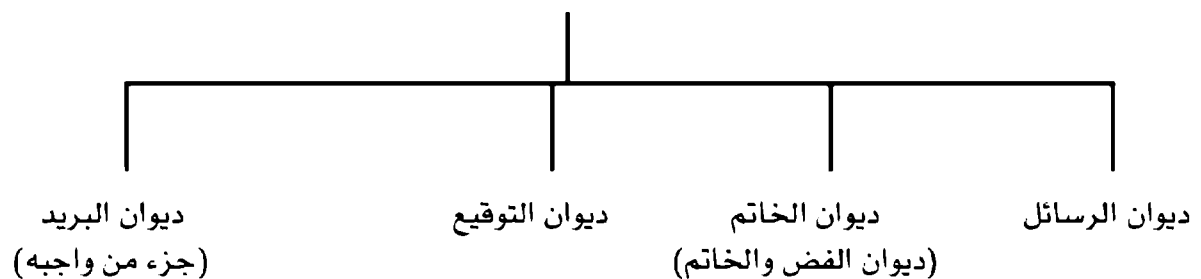 ديوان الرسائل
ديوان الخاتم
(ديوان الفض والخاتم)
ديوان التوقيع
ديوان البريد
(جزء من واجبه)